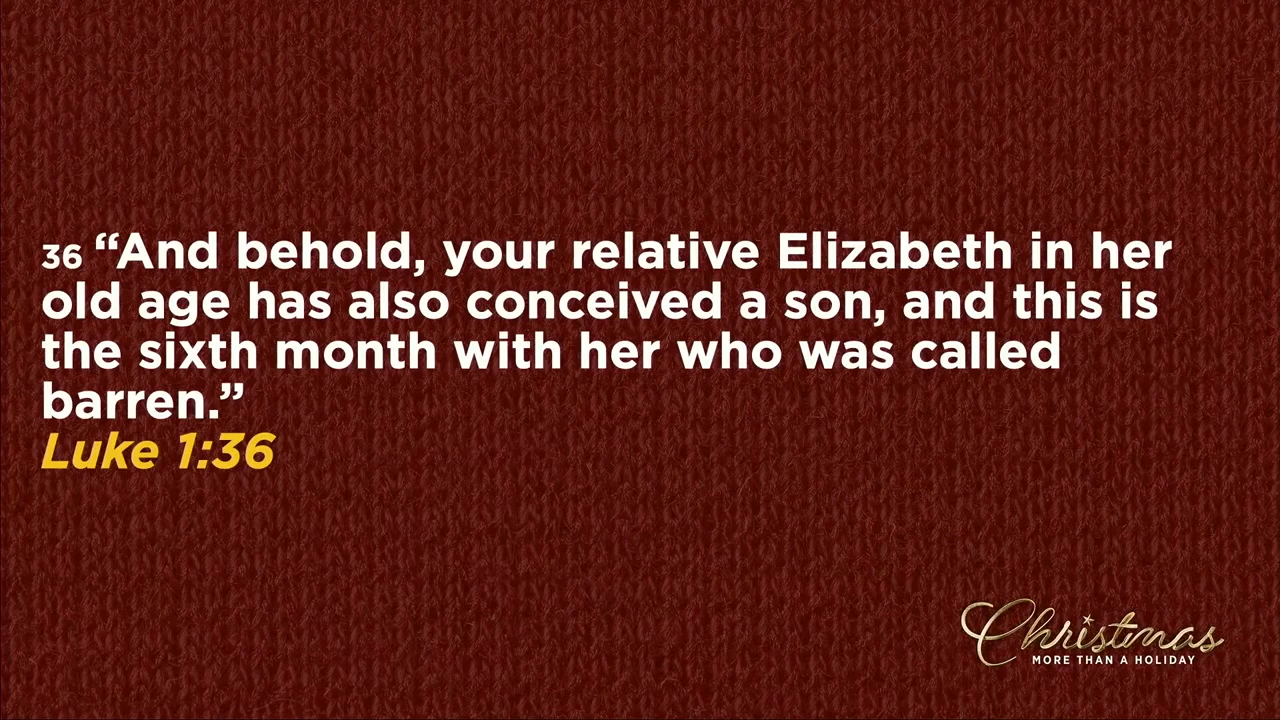 36 “And behold, your relative Elizabeth in her
old age has also conceived a son, and this is
the sixth month with her who was called
barren.”
Luke 1:36
Christmas
MORE THAN A HOLIDAY